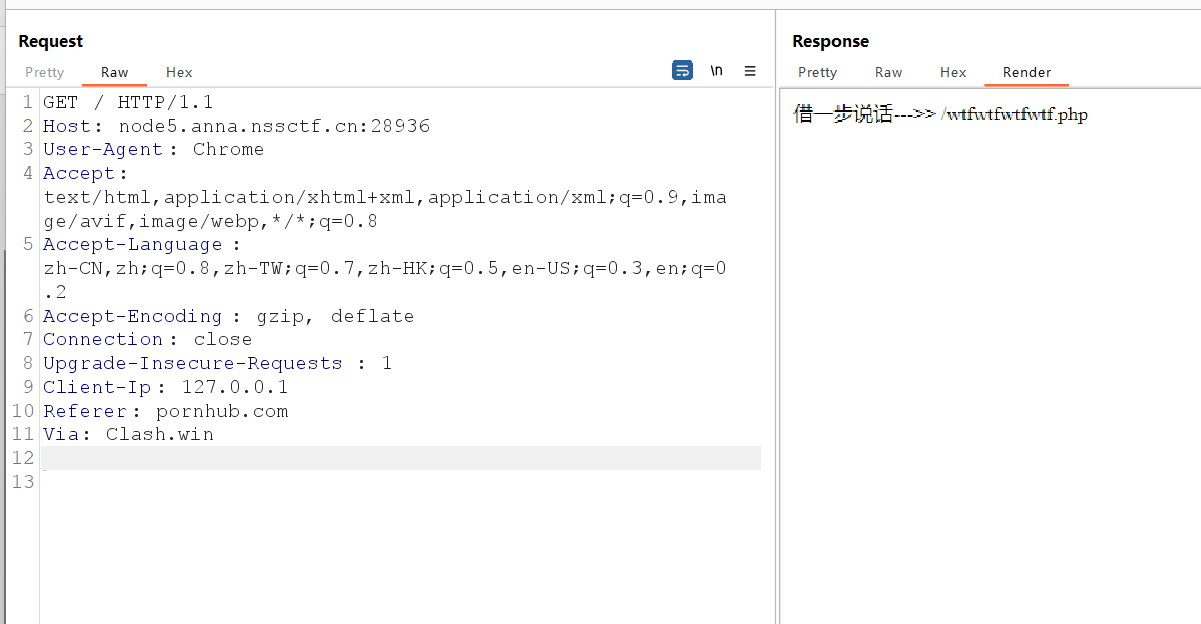 Request
Pretty Raw Hex
\n
1 GET / HTTP/1.1
2 Host: node5.anna.nssctf.cn:28936
3 User-Agent: Chrome
4 Accept:
text/html,application/xhtml+xml,application/xml;q=0.9,ima
ge/avif,image/webp,*/*;q=0.8
5 Accept-Language:
zh-CN,zh;q=0.8,zh-TW;q=0.7,zh-HK;q=0.5,en-US;q=0.3,en;q=0
.2
6 Accept-Encoding: gzip, deflate
7 Connection: close
8 Upgrade-Insecure-Requests: 1
9 Client-Ip: 127.0.0.1
10 Referer: pornhub.com
11 Via: Clash.win
12
13
Response
Pretty Raw Hex Render
借一步说话--->> /wtfwtfwtfwtf.php